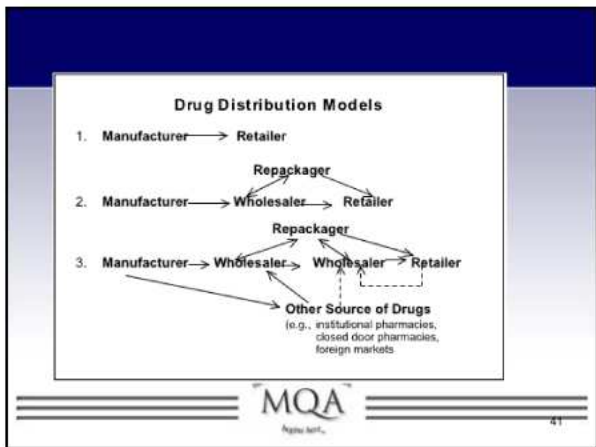 Drug Distribution Models
1. Manufacturer Retailer
Repackager
2. Manufacturer Wholesaler Retailer
Repackager
3. Manufacturer Wholesaler Wholesaler Retailer
Other Source of Drugs
(e.g., institutional pharmacies,
closed door pharmacies,
foreign markets
MQA
41